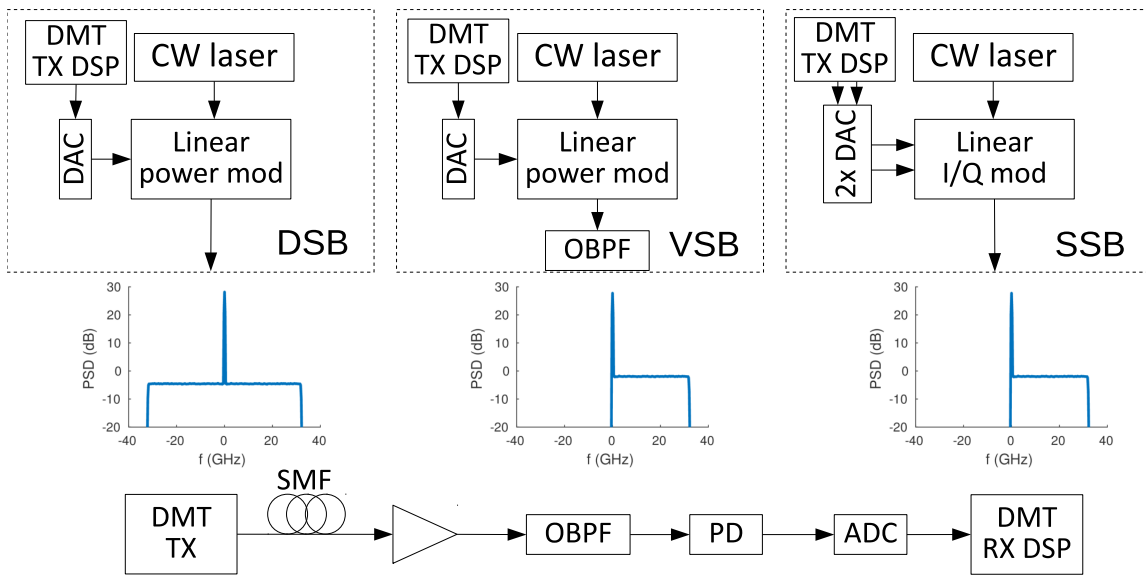 DMT
TX DSP
CW laser
DAC
Linear
power mod
DSB
DMT
TX DSP
CW laser
DAC
Linear
power mod
OBPF
VSB
DMT
TX DSP
CW laser
2x DAC
Linear
I/Q mod
SSB
PSD (dB)
30
20
10
0
-10
-20
-40 -20 0 20 40
f (GHz)
PSD (dB)
30
20
10
0
-10
-20
-40 -20 0 20 40
f (GHz)
PSD (dB)
30
20
10
0
-10
-20
-40 -20 0 20 40
f (GHz)
DMT
TX
SMF
OBPF
PD
ADC
DMT
RX DSP